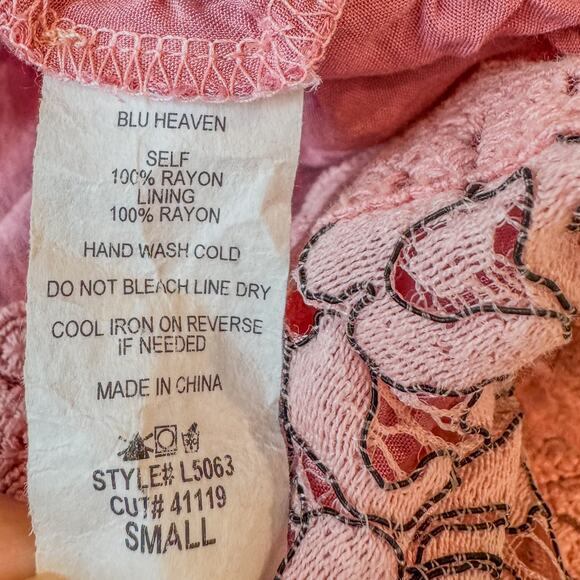 BLU HEAVEN
SELF
100% RAYON
LINING
100% RAYON
HAND WASH COLD
DO NOT BLEACH LINE DRY
COOL IRON ON REVERSE
IF NEEDED
MADE IN CHINA
STYLE# L5063
CUT# 41119
SMALL